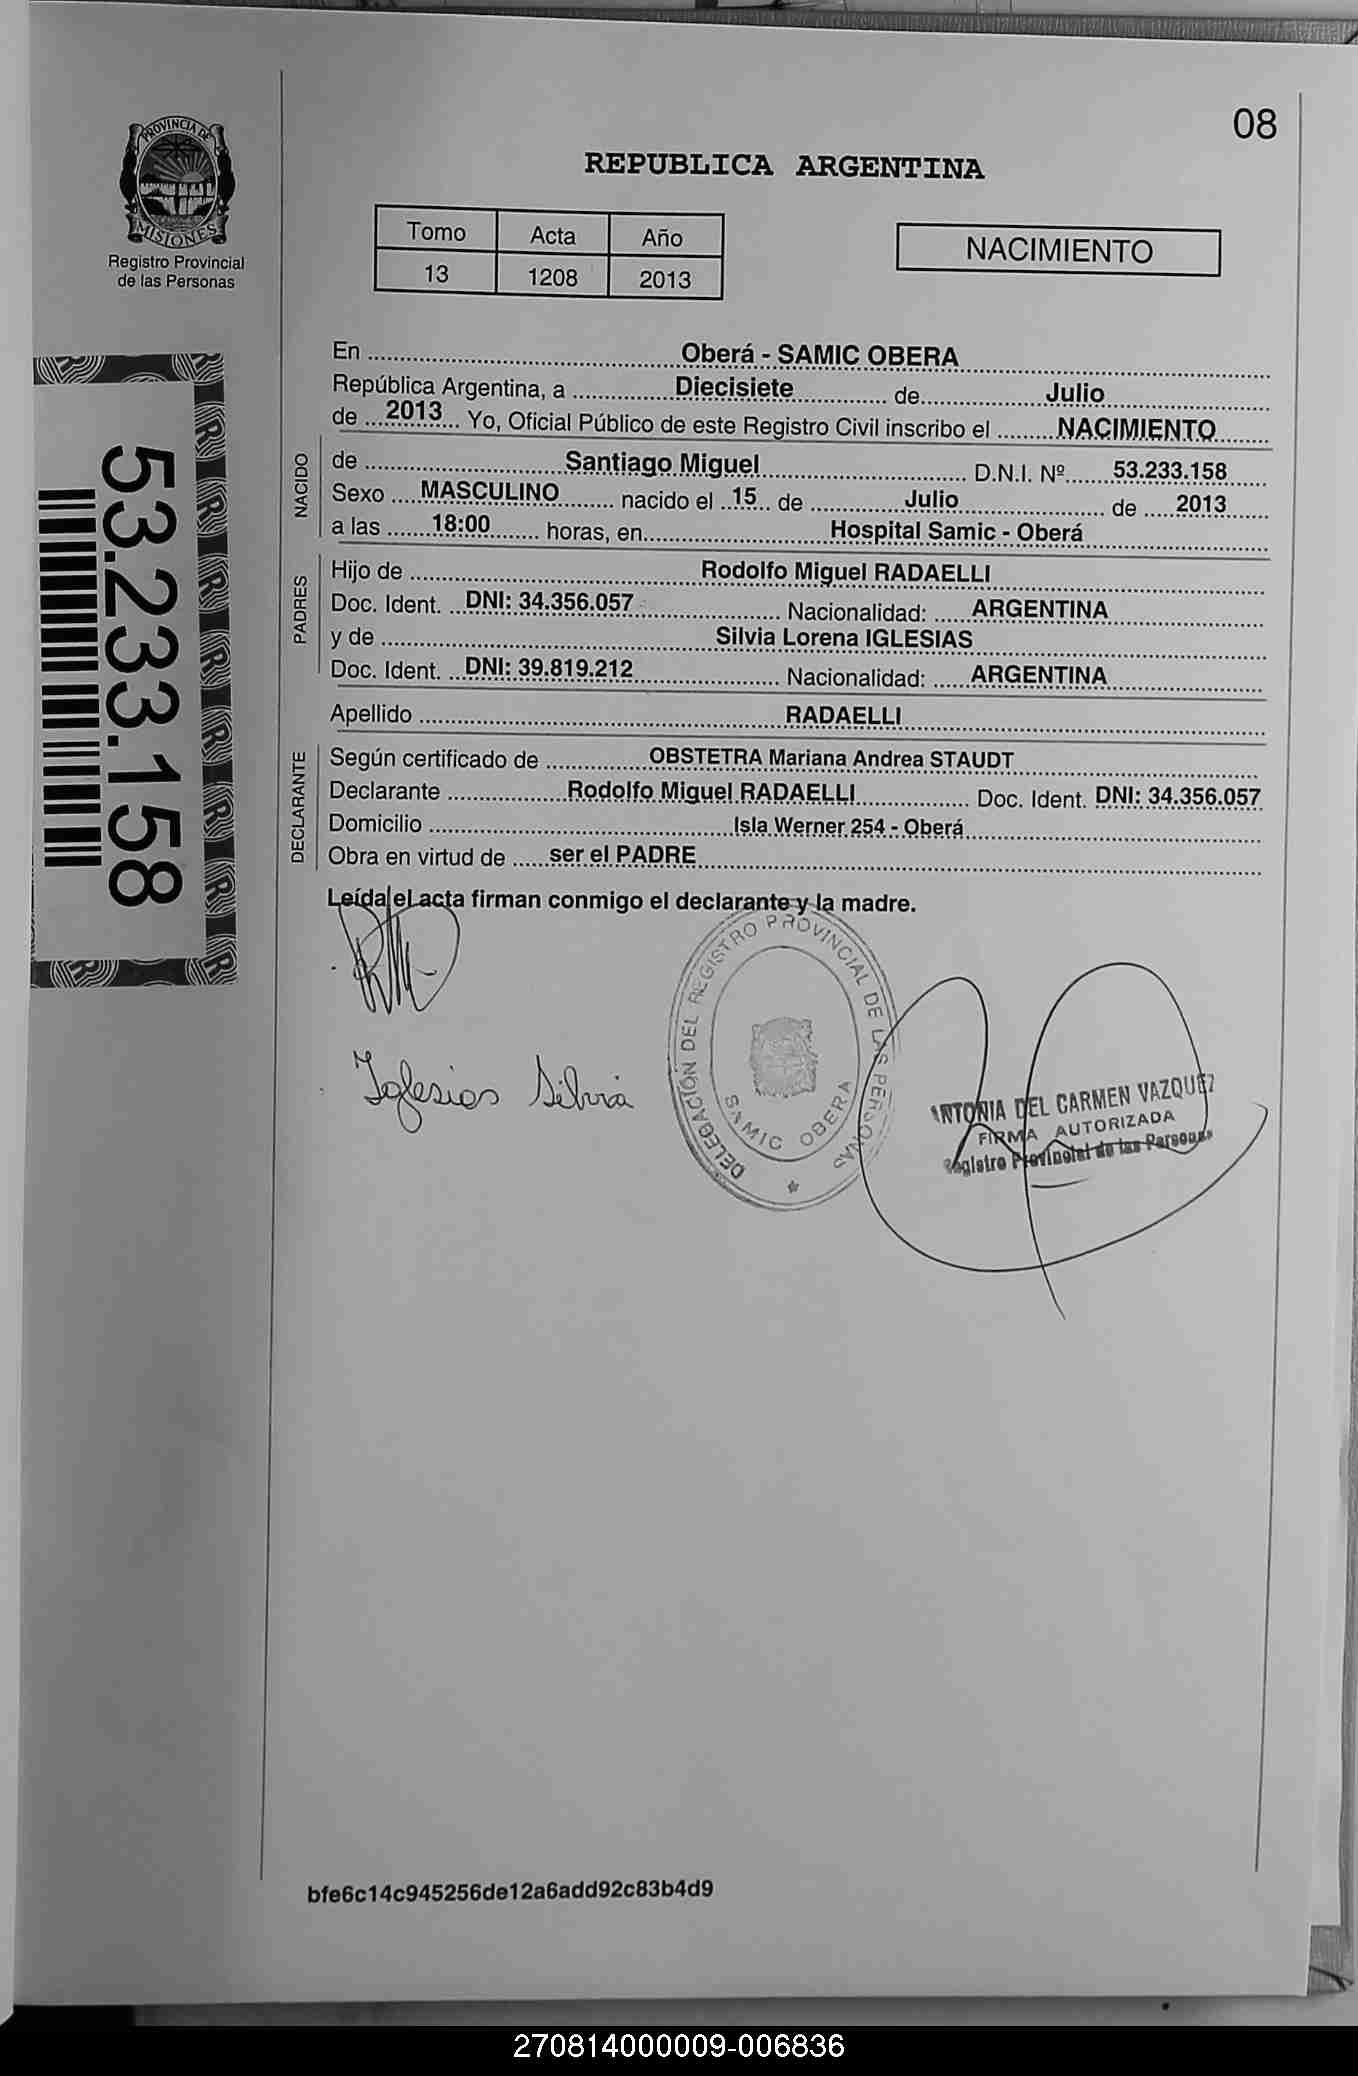 08
PROVINCIA DE
MISIONES
Registro Provincial
de las Personas
REPUBLICA ARGENTINA
Tomo Acta Año
13 1208 2013
NACIMIENTO
53.233.158
En Oberá - SAMIC OBERA
República Argentina, a Diecisiete de Julio
de 2013 Yo, Oficial Público de este Registro Civil inscribo el NACIMIENTO
NACIDO
de Santiago Miguel D.N.I. Nº 53.233.158
Sexo MASCULINO nacido el 15 de Julio de 2013
a las 18:00 horas, en Hospital Samic - Oberá
PADRES
Hijo de Rodolfo Miguel RADAELLI
Doc. Ident. DNI: 34.356.057 Nacionalidad: ARGENTINA
y de Silvia Lorena IGLESIAS
Doc. Ident. DNI: 39.819.212 Nacionalidad: ARGENTINA
Apellido RADAELLI
DECLARANTE
Según certificado de OBSTETRA Mariana Andrea STAUDT
Declarante Rodolfo Miguel RADAELLI Doc. Ident. DNI: 34.356.057
Domicilio Isla Werner 254 - Oberá
Obra en virtud de ser el PADRE
Leída el acta firman conmigo el declarante y la madre.
DELEGACIÓN DEL REGISTRO PROVINCIAL DE LAS PERSONAS
SAMIC OBERA
Iglesias Silvia
ANTONIA DEL CARMEN VAZQUEZ
FIRMA AUTORIZADA
Registro Provincial de las Personas
bfe6c14c945256de12a6add92c83b4d9
270814000009-006836